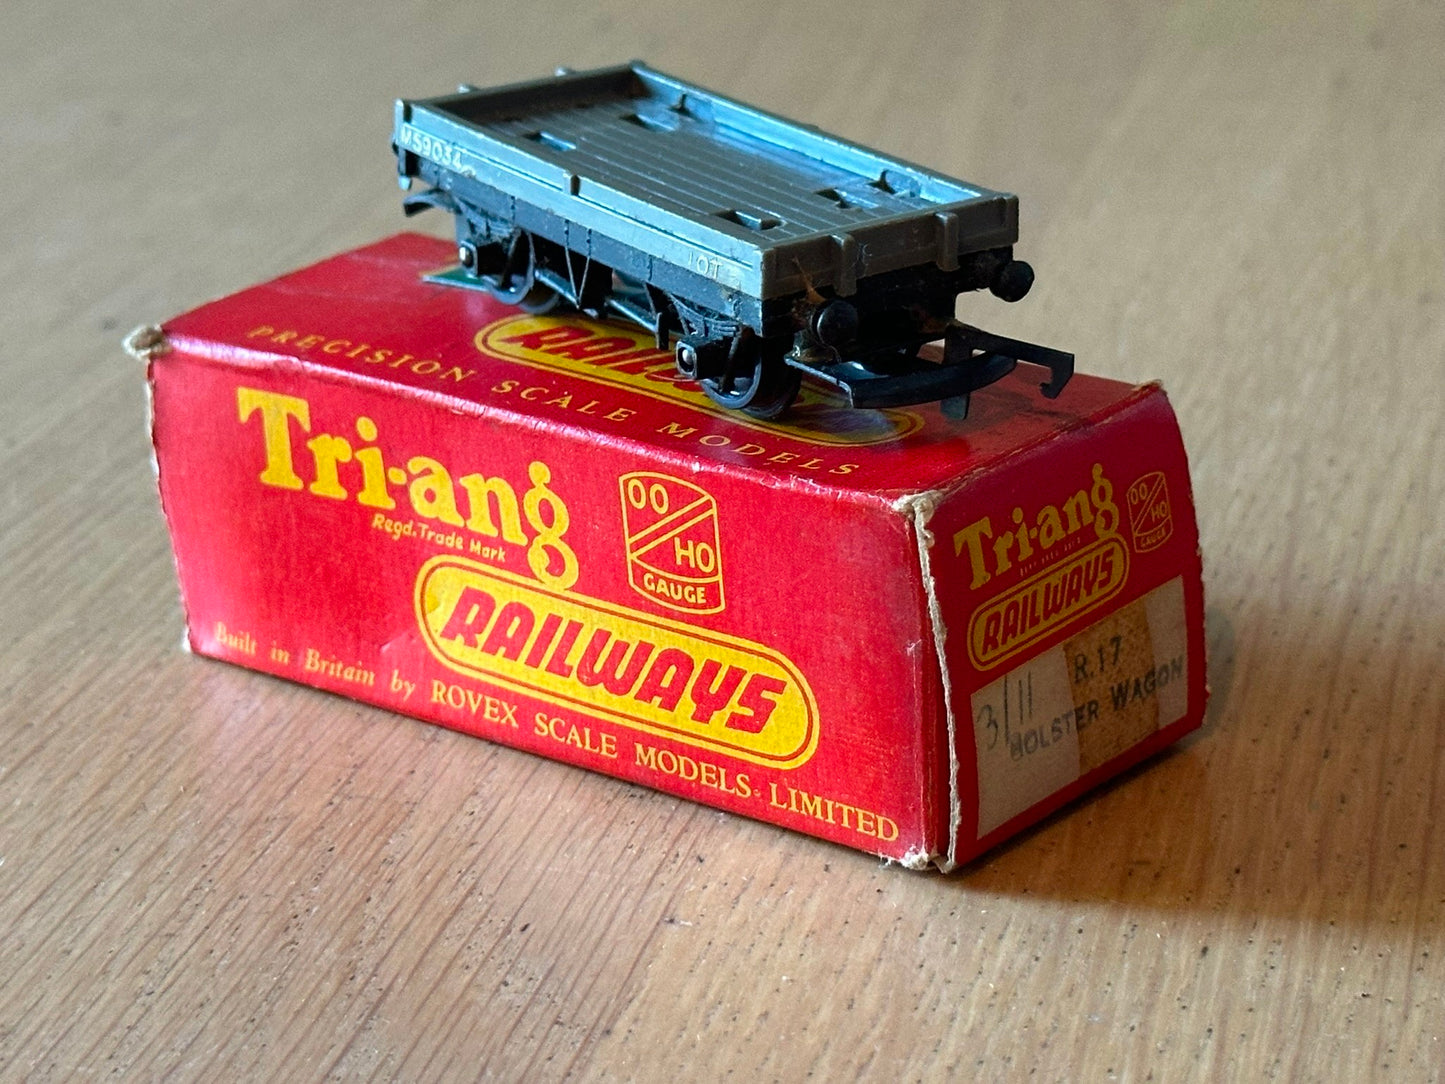 M59034
10T
PRECISION SCALE MODELS
RAILWAYS
Tri-ang
Regd. Trade Mark
OO
HO
GAUGE
RAILWAYS
Built in Britain by ROVEX SCALE MODELS LIMITED
Tri-ang
OO
HO
GAUGE
RAILWAYS
R.17
3/11
BOLSTER WAGON